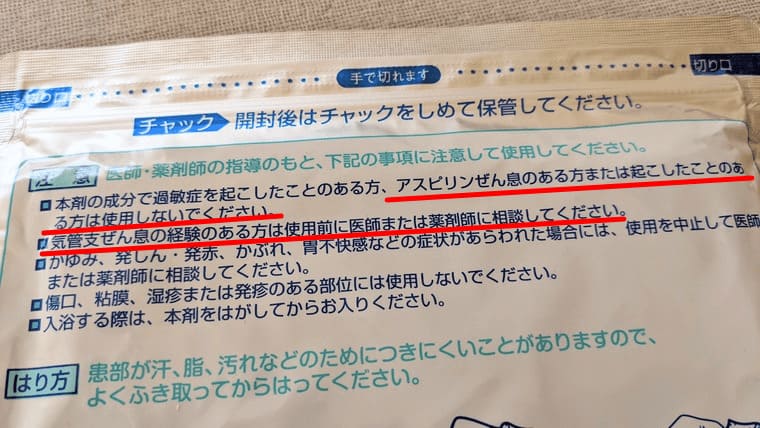 手で切れます
切り口
切り口
チャック 開封後はチャックをしめて保管してください。
注意 医師・薬剤師の指導のもと、下記の事項に注意して使用してください。
■本剤の成分で過敏症を起こしたことのある方、アスピリンぜん息のある方または起こしたことのあ
る方は使用しないでください。
■気管支ぜん息の経験のある方は使用前に医師または薬剤師に相談してください。
■かゆみ、発しん・発赤、かぶれ、胃不快感などの症状があらわれた場合には、使用を中止して医師
または薬剤師に相談してください。
■傷口、粘膜、湿疹または発疹のある部位には使用しないでください。
■入浴する際は、本剤をはがしてからお入りください。
はり方 患部が汗、脂、汚れなどのためにつきにくいことがありますので、
よくふき取ってからはってください。